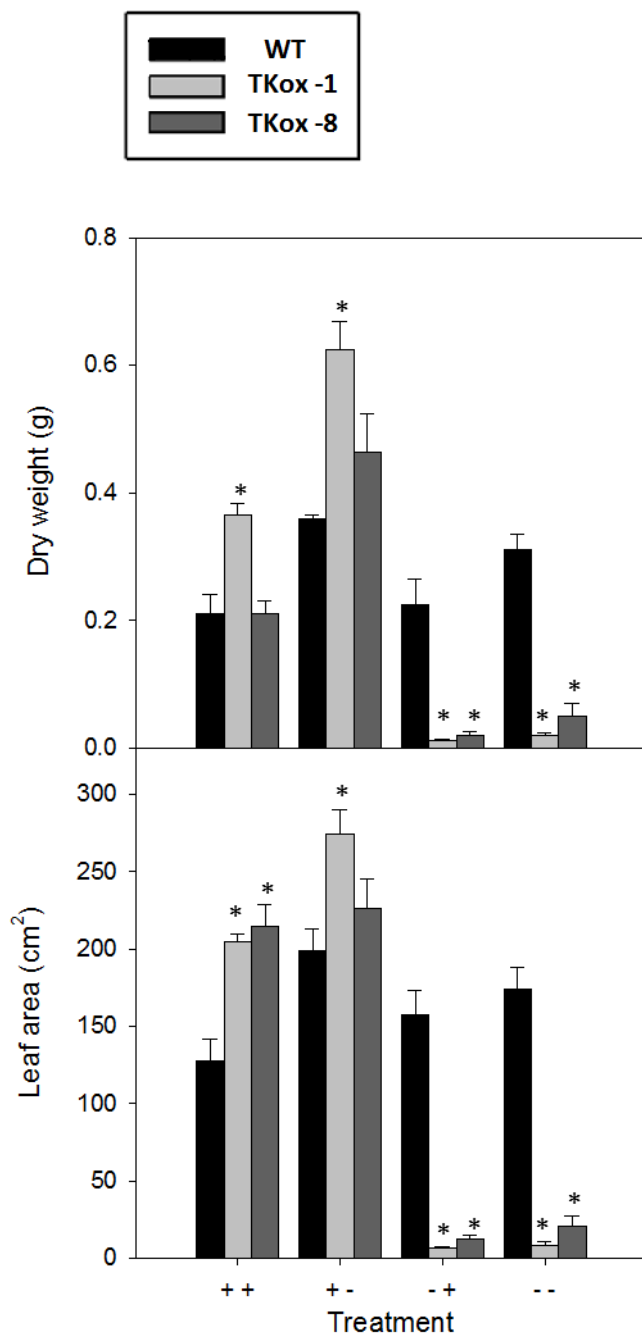 WT
TKox -1
TKox -8
0.8
0.6
0.4
0.2
0.0
Dry weight (g)
*
*
* *
* *
300
250
200
150
100
50
0
Leaf area (cm²)
* *
*
* *
* *
+ + + - - + - -
Treatment